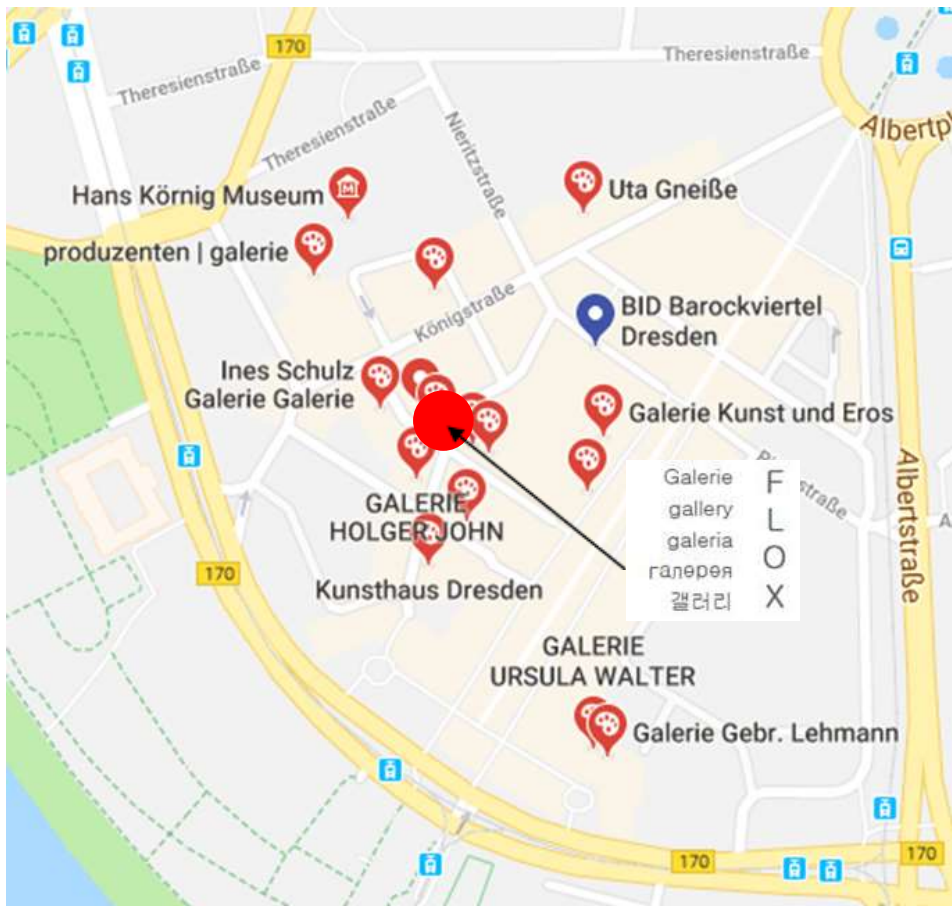 170
Theresienstraße
Theresienstraße
Theresienstraße
Nieritzstraße
Albertpl
Hans Körnig Museum
Uta Gneiße
produzenten | galerie
Königstraße
BID Barockviertel
Dresden
Ines Schulz
Galerie Galerie
Galerie Kunst und Eros
straße
Albertstraße
Galerie F
gallery L
galeria O
галерея X
갤러리
GALERIE
HOLGER JOHN
A
170
Kunsthaus Dresden
GALERIE
URSULA WALTER
Galerie Gebr. Lehmann
170
170